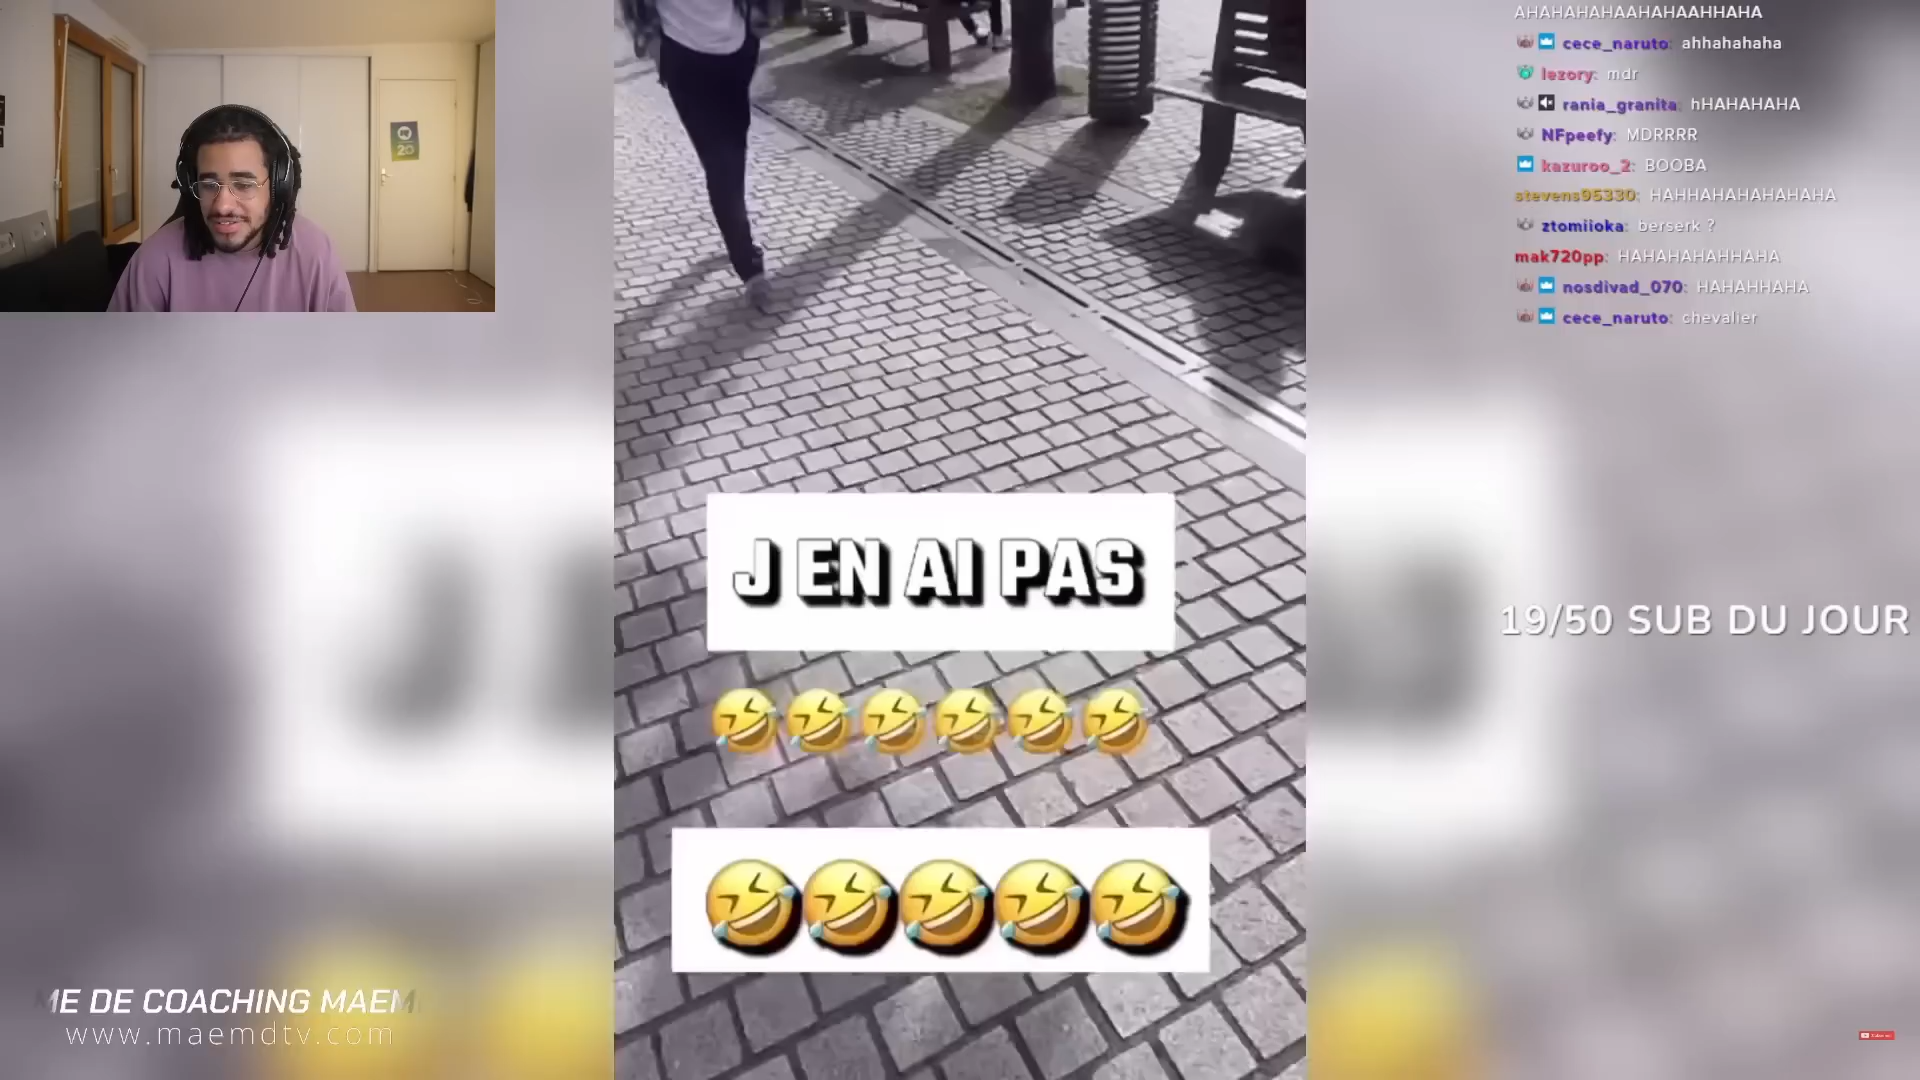 AHAHAHAHAAHAHAAHHAHA
cece_naruto: ahhahahaha
lezory: mdr
rania_granita: hHAHAHAHA
NFpeefy: MDRRRR
kazuroo_2: BOOBA
stevens95330: HAHHAHAHAHAHAHA
ztomiioka: berserk ?
mak720pp: HAHAHAHAHHAHA
nosdivad_070: HAHAHHAHA
cece_naruto: chevalier
20
J EN AI PAS
19/50 SUB DU JOUR
ME DE COACHING MAEM
www.maemdtv.com